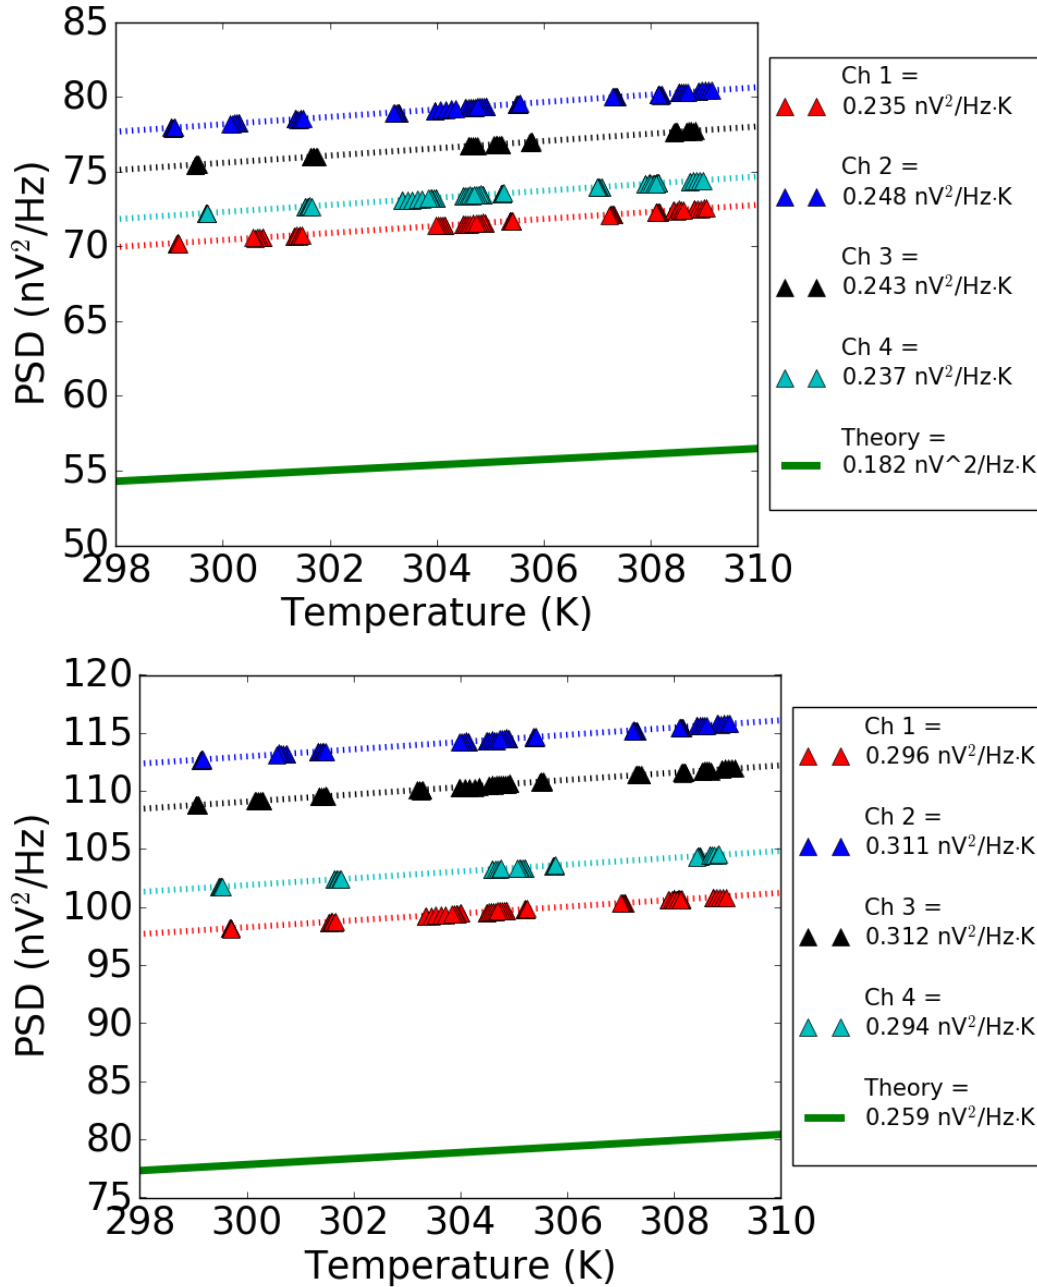 85
80
75
70
65
60
55
50
PSD (nV²/Hz)
298 300 302 304 306 308 310
Temperature (K)
Ch 1 =
0.235 nV²/Hz·K
Ch 2 =
0.248 nV²/Hz·K
Ch 3 =
0.243 nV²/Hz·K
Ch 4 =
0.237 nV²/Hz·K
Theory =
0.182 nV^2/Hz·K
120
115
110
105
100
95
90
85
80
75
PSD (nV²/Hz)
298 300 302 304 306 308 310
Temperature (K)
Ch 1 =
0.296 nV²/Hz·K
Ch 2 =
0.311 nV²/Hz·K
Ch 3 =
0.312 nV²/Hz·K
Ch 4 =
0.294 nV²/Hz·K
Theory =
0.259 nV²/Hz·K